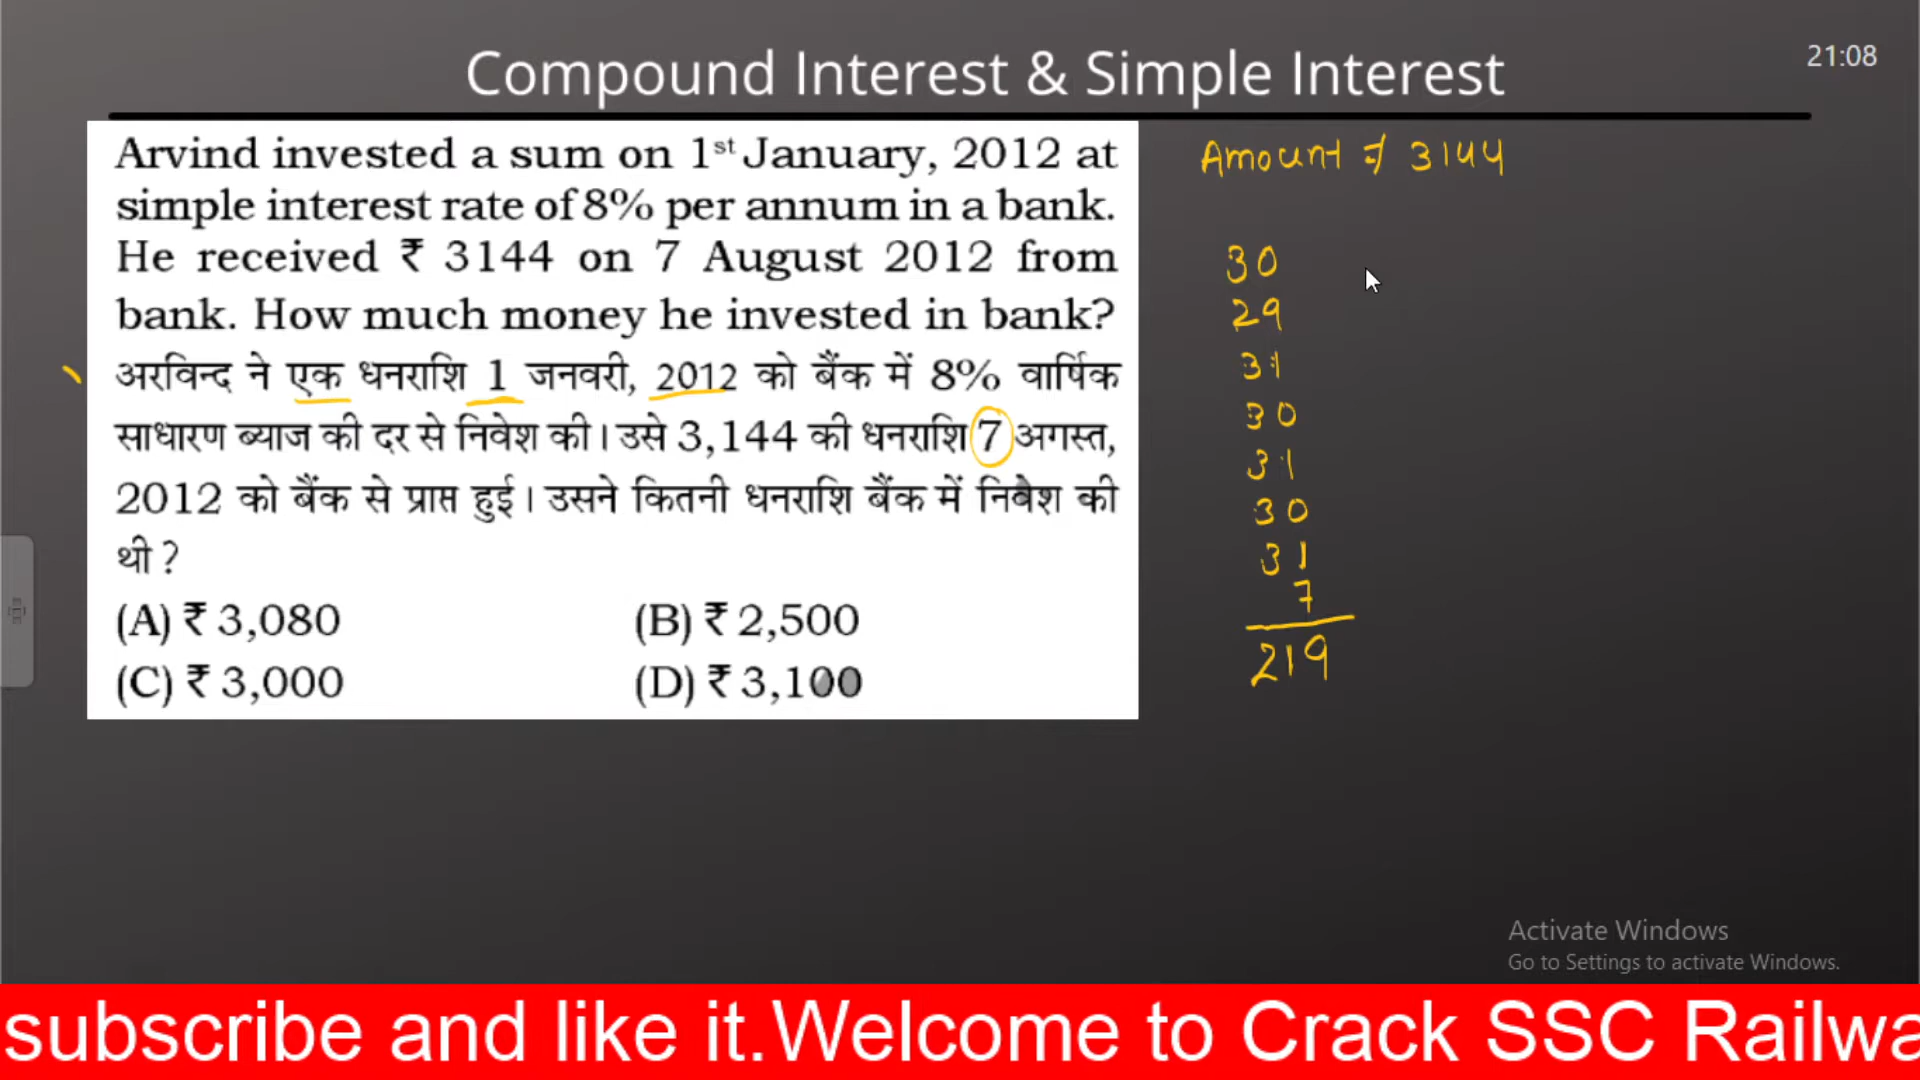 Compound Interest & Simple Interest
21:08
Arvind invested a sum on 1st January, 2012 at
simple interest rate of 8% per annum in a bank.
He received ₹ 3144 on 7 August 2012 from
bank. How much money he invested in bank?
अरविन्द ने एक धनराशि 1 जनवरी, 2012 को बैंक में 8% वार्षिक
साधारण ब्याज की दर से निवेश की। उसे 3,144 की धनराशि 7 अगस्त,
2012 को बैंक से प्राप्त हुई। उसने कितनी धनराशि बैंक में निवेश की
थी?
(A) ₹ 3,080 (B) ₹ 2,500
(C) ₹ 3,000 (D) ₹ 3,100
Amount = 3144
30
29
31
30
31
30
31
7
219
Activate Windows
Go to Settings to activate Windows.
subscribe and like it.Welcome to Crack SSC Railwa